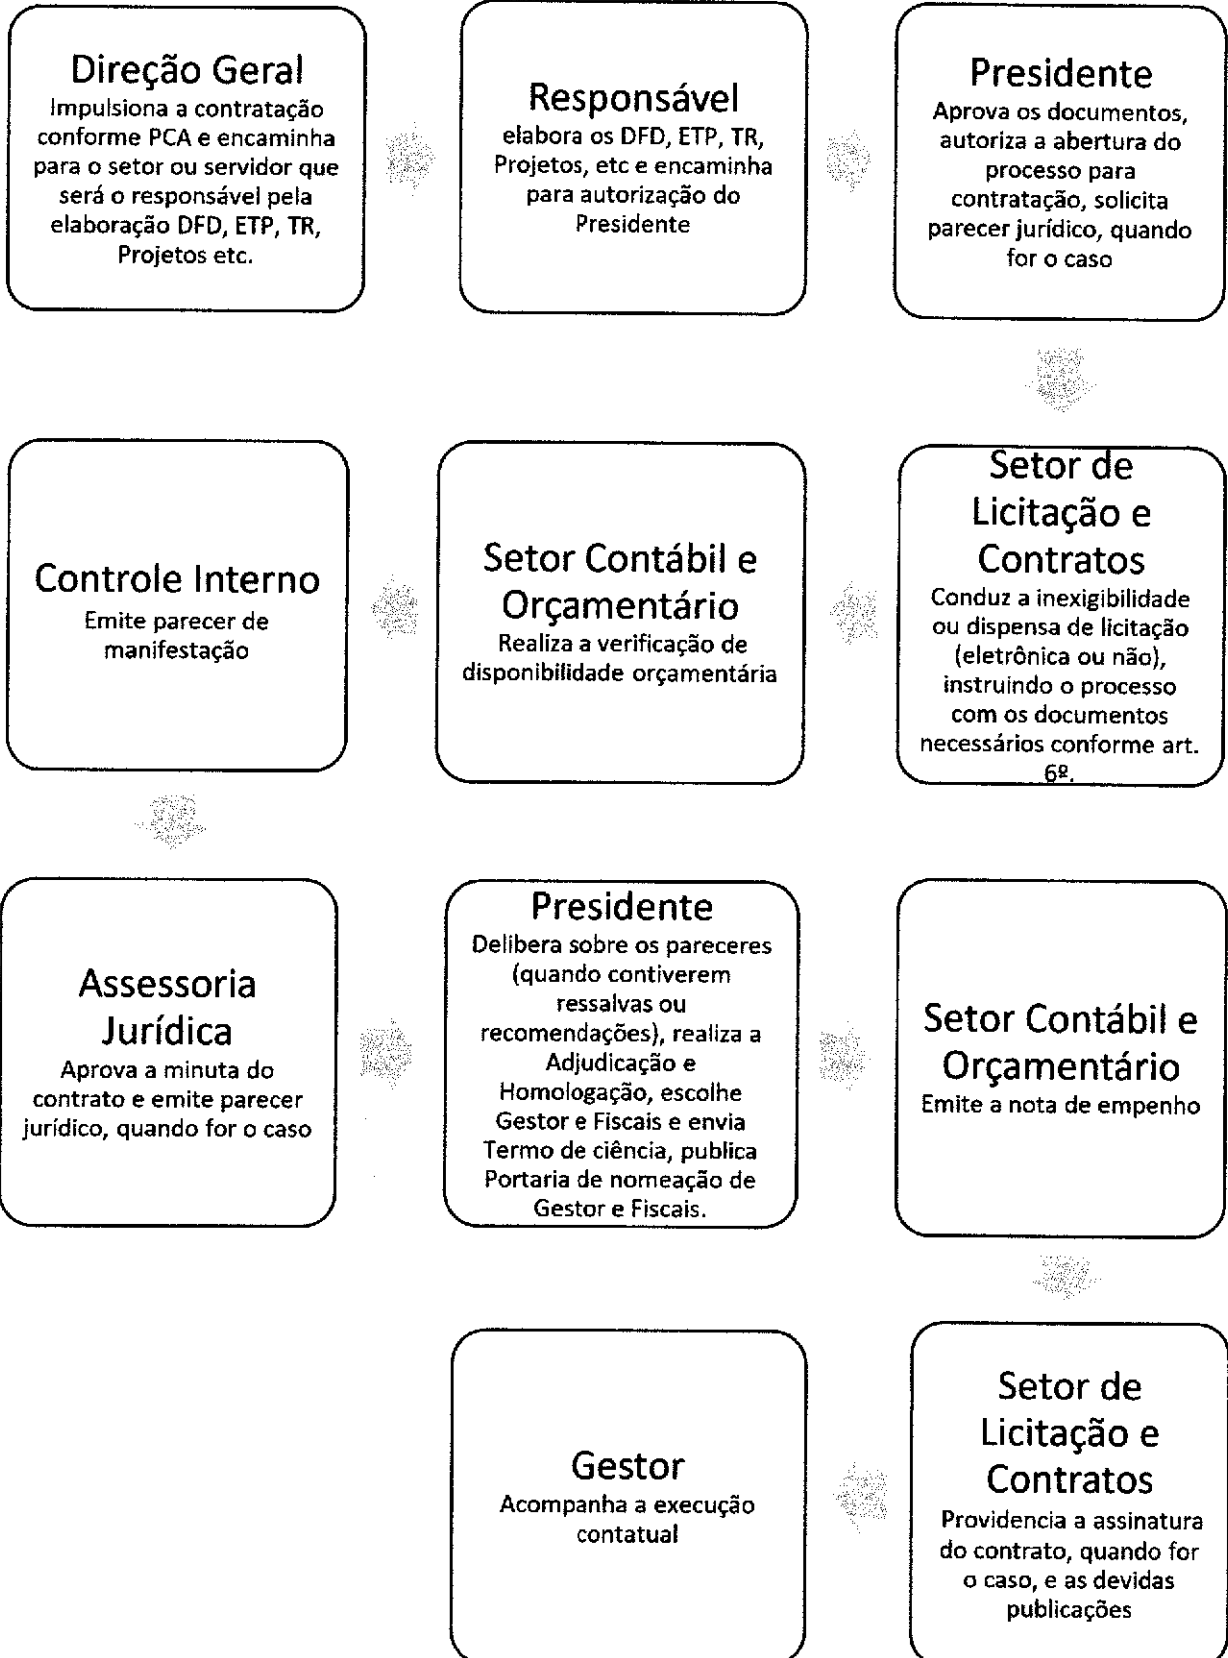 Direção Geral
Impulsiona a contratação
conforme PCA e encaminha
para o setor ou servidor que
será o responsável pela
elaboração DFD, ETP, TR,
Projetos etc.
Responsável
elabora os DFD, ETP, TR,
Projetos, etc e encaminha
para autorização do
Presidente
Presidente
Aprova os documentos,
autoriza a abertura do
processo para
contratação, solicita
parecer jurídico, quando
for o caso
Setor de
Licitação e
Contratos
Conduz a inexigibilidade
ou dispensa de licitação
(eletrônica ou não),
instruindo o processo
com os documentos
necessários conforme art.
6º.
Setor Contábil e
Orçamentário
Realiza a verificação de
disponibilidade orçamentária
Controle Interno
Emite parecer de
manifestação
Assessoria
Jurídica
Aprova a minuta do
contrato e emite parecer
jurídico, quando for o caso
Presidente
Delibera sobre os pareceres
(quando contiverem
ressalvas ou
recomendações), realiza a
Adjudicação e
Homologação, escolhe
Gestor e Fiscais e envia
Termo de ciência, publica
Portaria de nomeação de
Gestor e Fiscais.
Setor Contábil e
Orçamentário
Emite a nota de empenho
Setor de
Licitação e
Contratos
Providencia a assinatura
do contrato, quando for
o caso, e as devidas
publicações
Gestor
Acompanha a execução
contatual